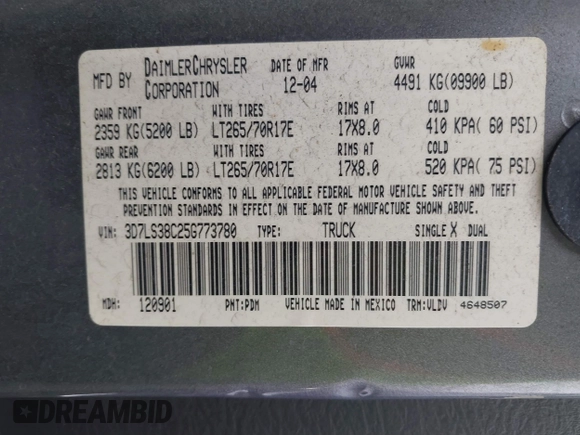 MFD BY DAIMLERCHRYSLER CORPORATION DATE OF MFR 12-04 GVWR 4491 KG(09900 LB)
GAWR FRONT WITH TIRES RIMS AT COLD
2359 KG(5200 LB) LT265/70R17E 17X8.0 410 KPA( 60 PSI)
GAWR REAR WITH TIRES RIMS AT COLD
2813 KG(6200 LB) LT265/70R17E 17X8.0 520 KPA( 75 PSI)
THIS VEHICLE CONFORMS TO ALL APPLICABLE FEDERAL MOTOR VEHICLE SAFETY AND THEFT
PREVENTION STANDARDS IN EFFECT ON THE DATE OF MANUFACTURE SHOWN ABOVE.
VIN: 3D7LS38C25G773780 TYPE: TRUCK SINGLE X DUAL
MDH: 120901 PNT:PDM VEHICLE MADE IN MEXICO TRM:VLDV 4648507
DREAMBID